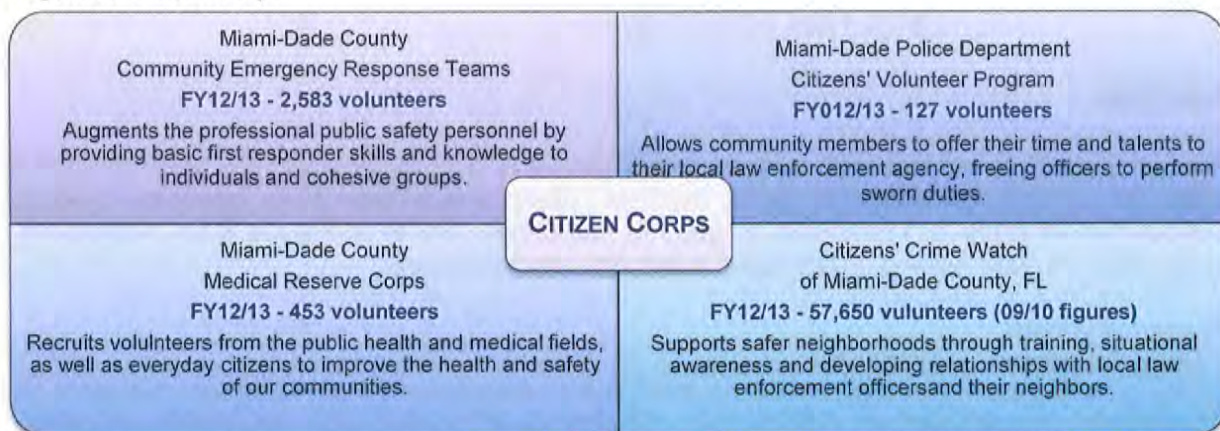 Miami-Dade County
Community Emergency Response Teams
FY12/13 - 2,583 volunteers
Augments the professional public safety personnel by
providing basic first responder skills and knowledge to
individuals and cohesive groups.
Miami-Dade Police Department
Citizens' Volunteer Program
FY012/13 - 127 volunteers
Allows community members to offer their time and talents to
their local law enforcement agency, freeing officers to perform
sworn duties.
CITIZEN CORPS
Miami-Dade County
Medical Reserve Corps
FY12/13 - 453 volunteers
Recruits volulnteers from the public health and medical fields,
as well as everyday citizens to improve the health and safety
of our communities.
Citizens' Crime Watch
of Miami-Dade County, FL
FY12/13 - 57,650 vulunteers (09/10 figures)
Supports safer neighborhoods through training, situational
awareness and developing relationships with local law
enforcement officersand their neighbors.